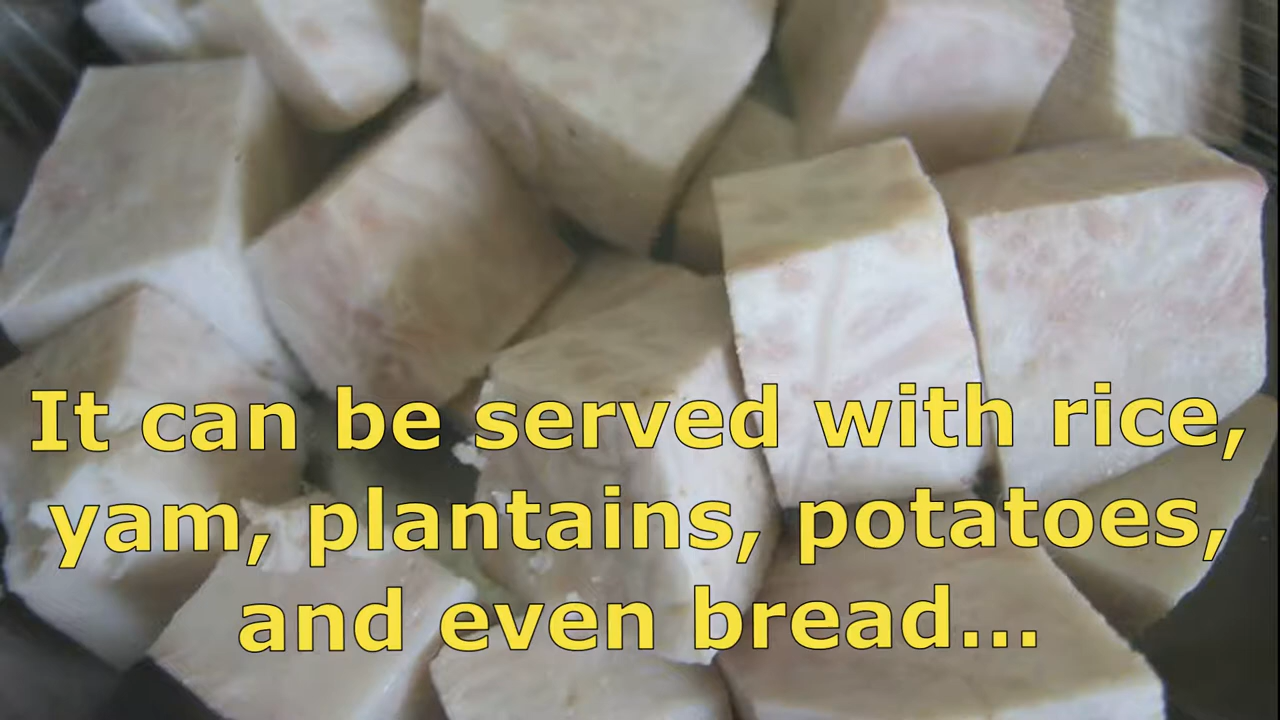 It can be served with rice,
yam, plantains, potatoes,
and even bread...